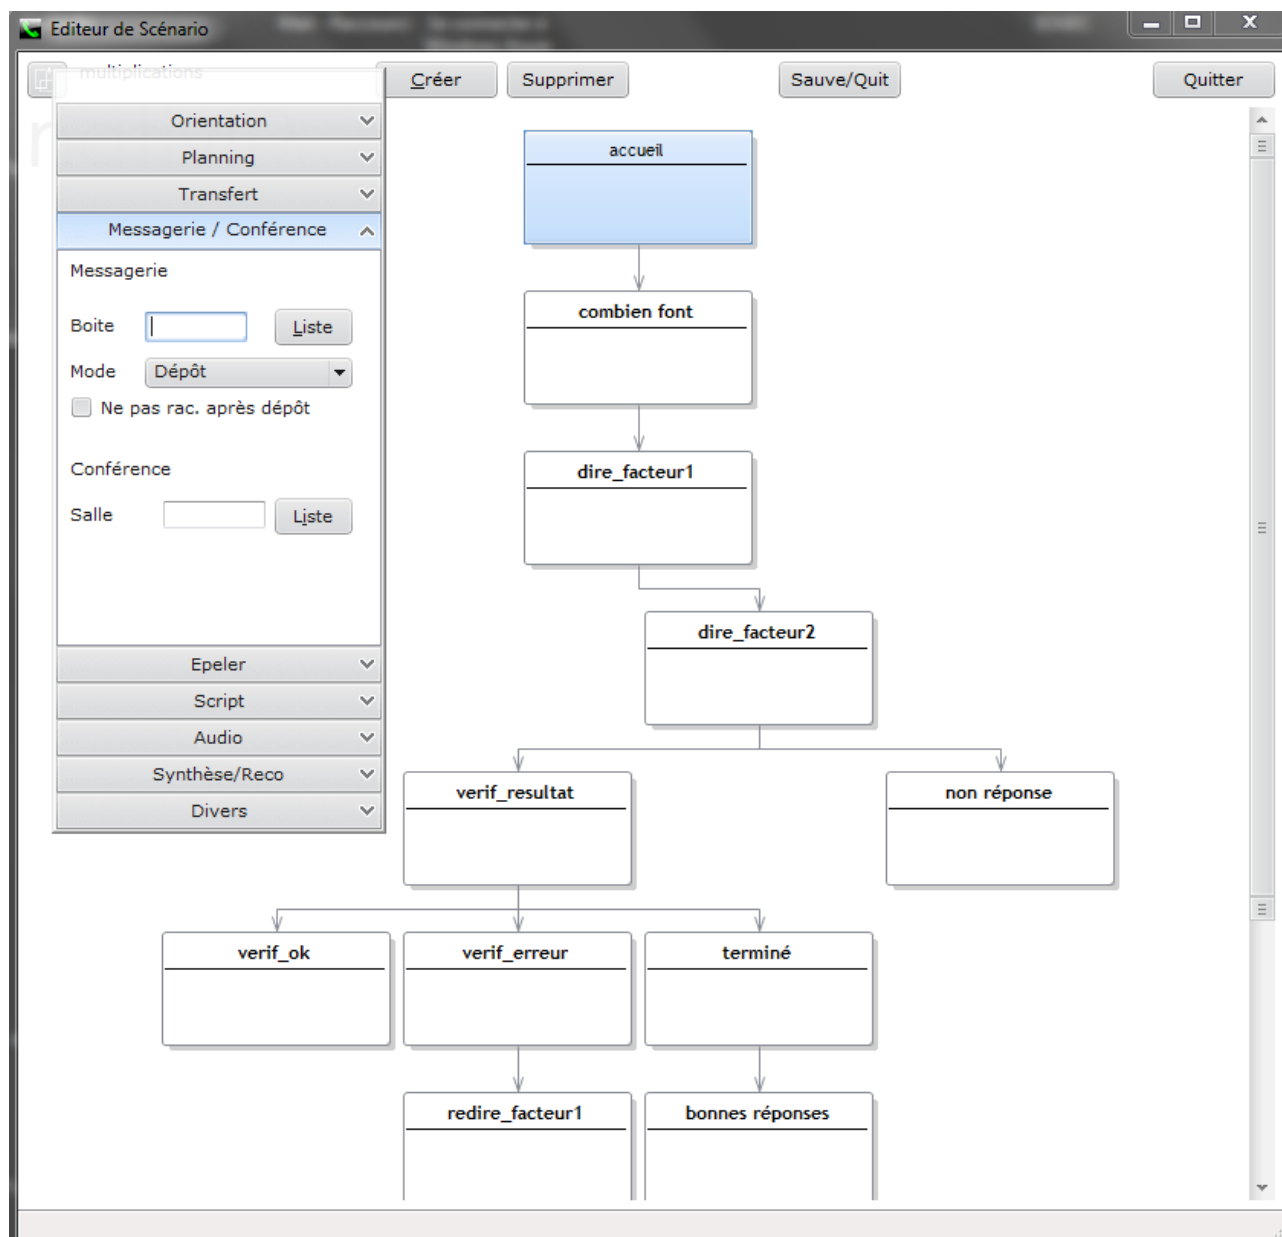 Editeur de Scénario
multiplications
Créer
Supprimer
Sauve/Quit
Quitter
Orientation
Planning
Transfert
Messagerie / Conférence
Messagerie
Boite
Liste
Mode
Dépôt
Ne pas rac. après dépôt
Conférence
Salle
Liste
Epeler
Script
Audio
Synthèse/Reco
Divers
accueil
combien font
dire_facteur1
dire_facteur2
verif_resultat
non réponse
verif_ok
verif_erreur
terminé
redire_facteur1
bonnes réponses